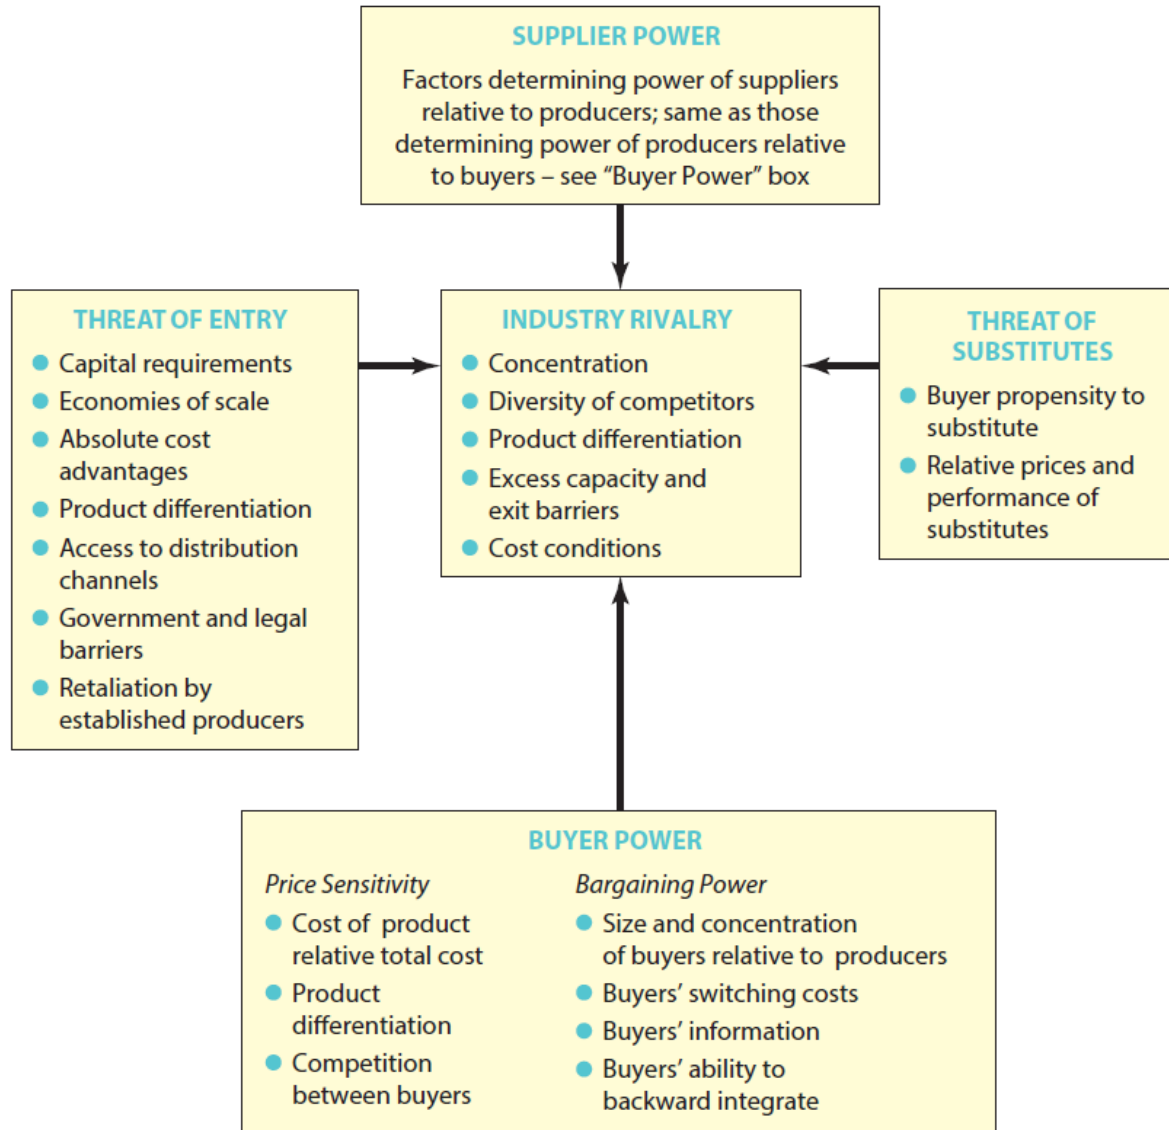 SUPPLIER POWER
Factors determining power of suppliers
relative to producers; same as those
determining power of producers relative
to buyers – see “Buyer Power” box
THREAT OF ENTRY
Capital requirements
Economies of scale
Absolute cost
advantages
Product differentiation
Access to distribution
channels
Government and legal
barriers
Retaliation by
established producers
INDUSTRY RIVALRY
Concentration
Diversity of competitors
Product differentiation
Excess capacity and
exit barriers
Cost conditions
THREAT OF
SUBSTITUTES
Buyer propensity to
substitute
Relative prices and
performance of
substitutes
BUYER POWER
Price Sensitivity
Cost of product
relative total cost
Product
differentiation
Competition
between buyers
Bargaining Power
Size and concentration
of buyers relative to producers
Buyers’ switching costs
Buyers’ information
Buyers’ ability to
backward integrate